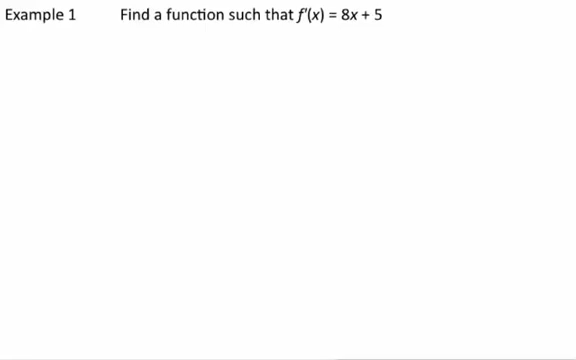 Example 1 Find a function such that f'(x) = 8x + 5